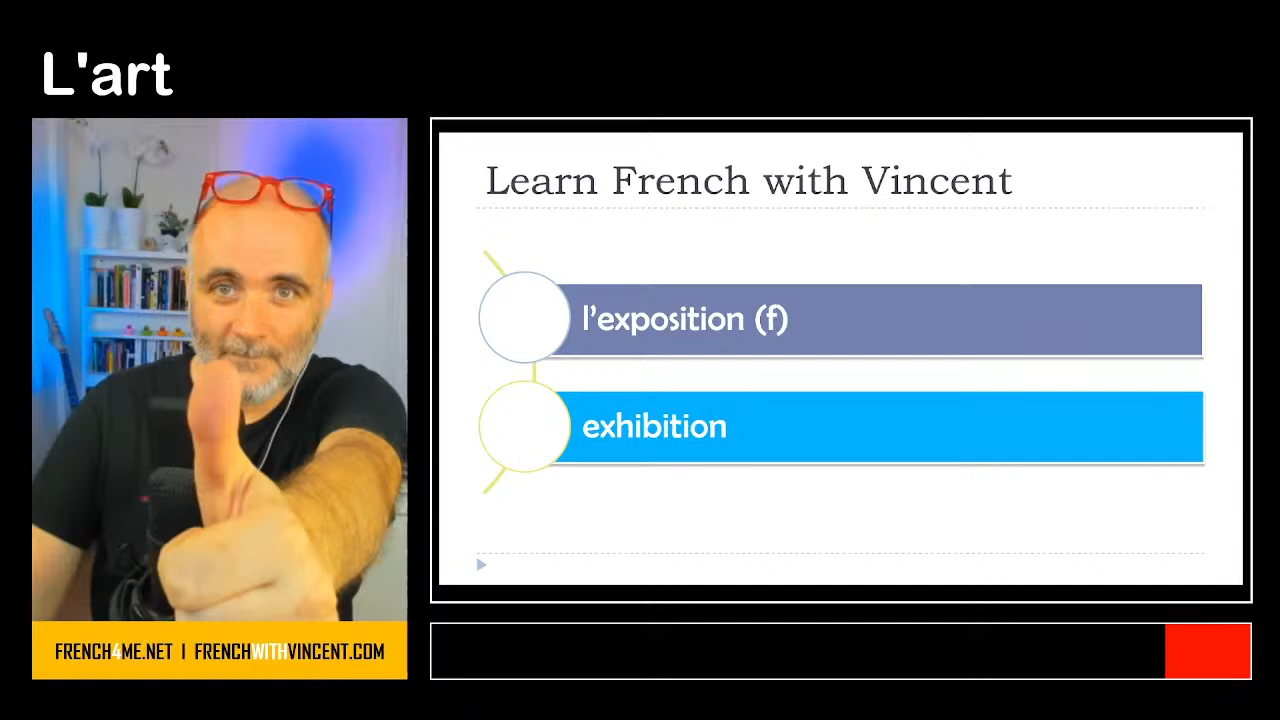 L'art
Learn French with Vincent
l'exposition (f)
exhibition
FRENCH4ME.NET I FRENCHWITHVINCENT.COM